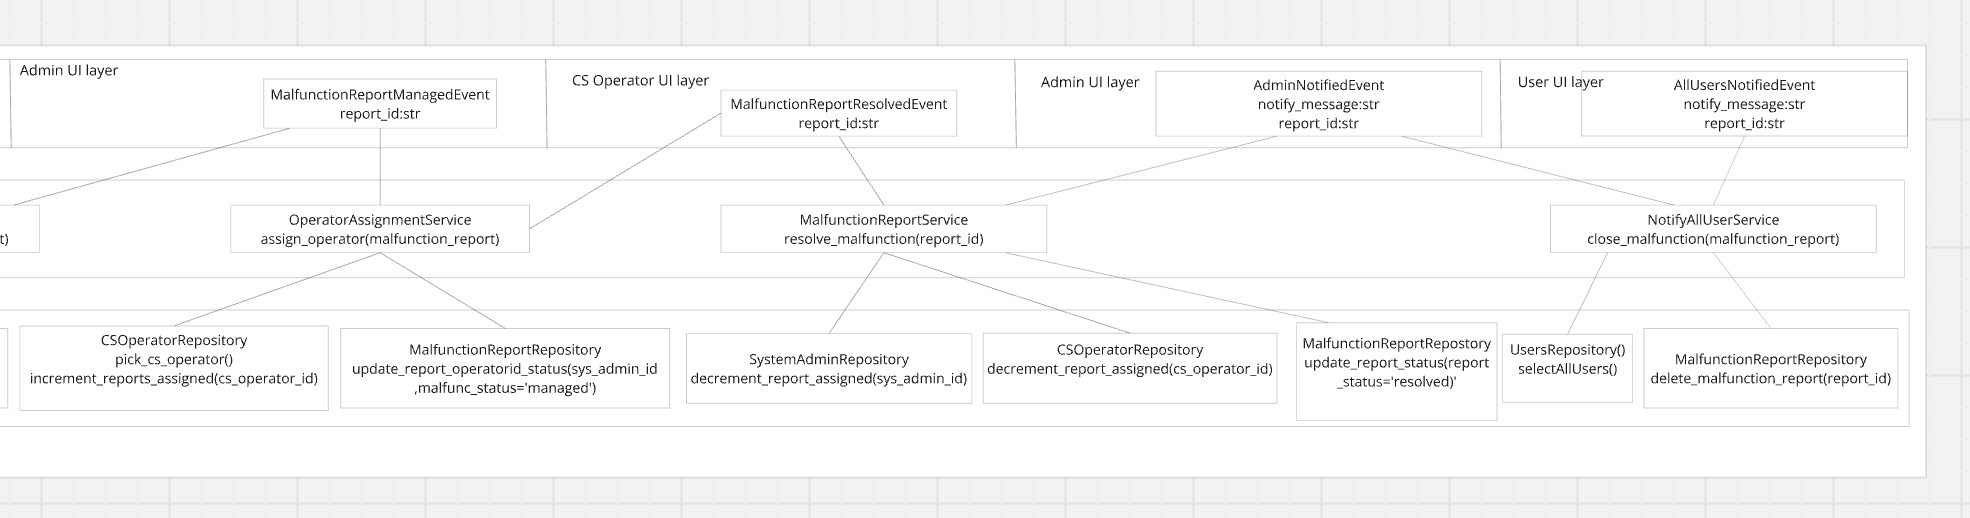 Admin UI layer
MalfunctionReportManagedEvent
report_id:str
CS Operator UI layer
MalfunctionReportResolvedEvent
report_id:str
Admin UI layer
AdminNotifiedEvent
notify_message:str
report_id:str
User UI layer
AllUsersNotifiedEvent
notify_message:str
report_id:str
t)
OperatorAssignmentService
assign_operator(malfunction_report)
MalfunctionReportService
resolve_malfunction(report_id)
NotifyAllUserService
close_malfunction(malfunction_report)
CSOperatorRepository
pick_cs_operator()
increment_reports_assigned(cs_operator_id)
MalfunctionReportRepository
update_report_operatorid_status(sys_admin_id
,malfunc_status='managed')
SystemAdminRepository
decrement_report_assigned(sys_admin_id)
CSOperatorRepository
decrement_report_assigned(cs_operator_id)
MalfunctionReportRepostory
update_report_status(report
_status='resolved)'
UsersRepository()
selectAllUsers()
MalfunctionReportRepository
delete_malfunction_report(report_id)